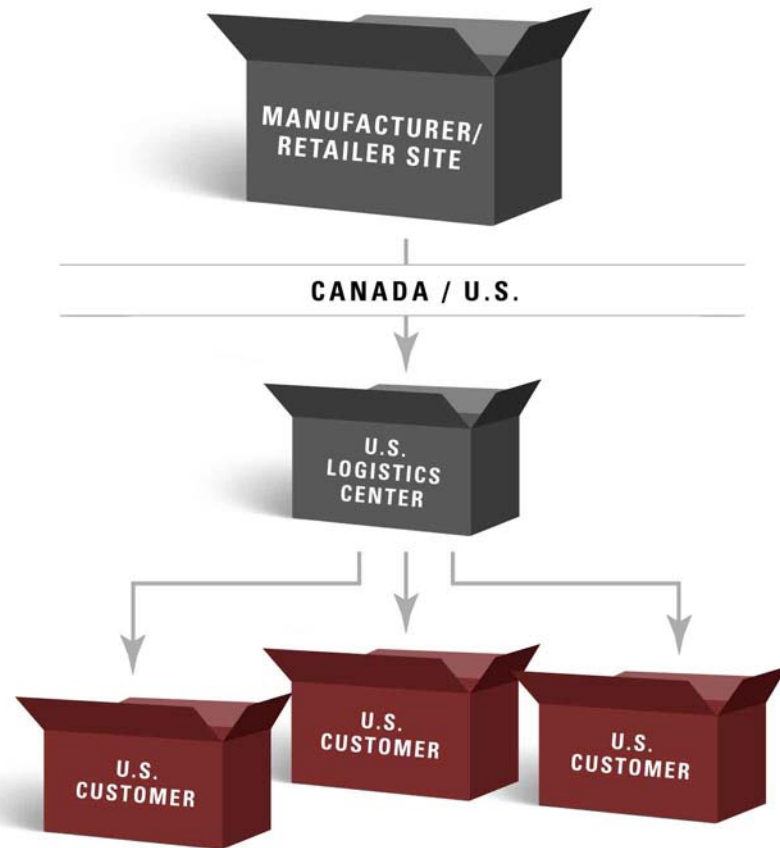 MANUFACTURER/
RETAILER SITE
CANADA / U.S.
U.S.
LOGISTICS
CENTER
U.S.
CUSTOMER
U.S.
CUSTOMER
U.S.
CUSTOMER